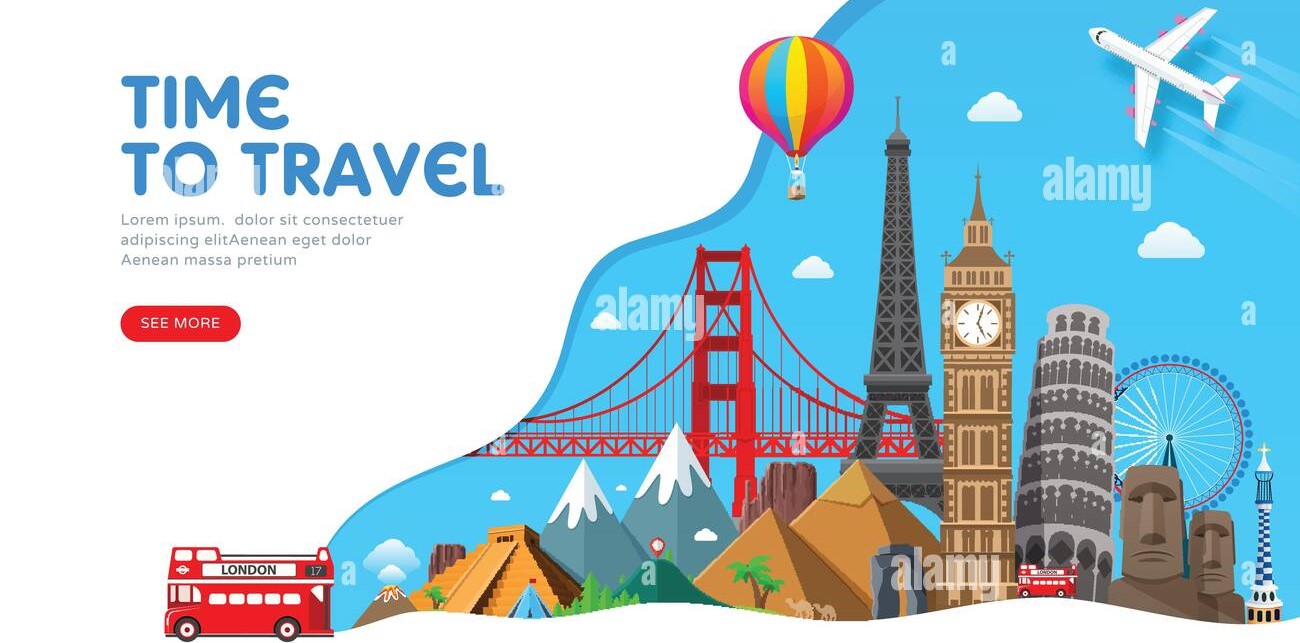 TIME
TO TRAVEL
Lorem ipsum.  dolor sit consectetuer
adipiscing elitAenean eget dolor
Aenean massa pretium
SEE MORE
LONDON 17
LONDON
a
a
alamy
alamy
alamy
a
a
a
a
a
a
alamy